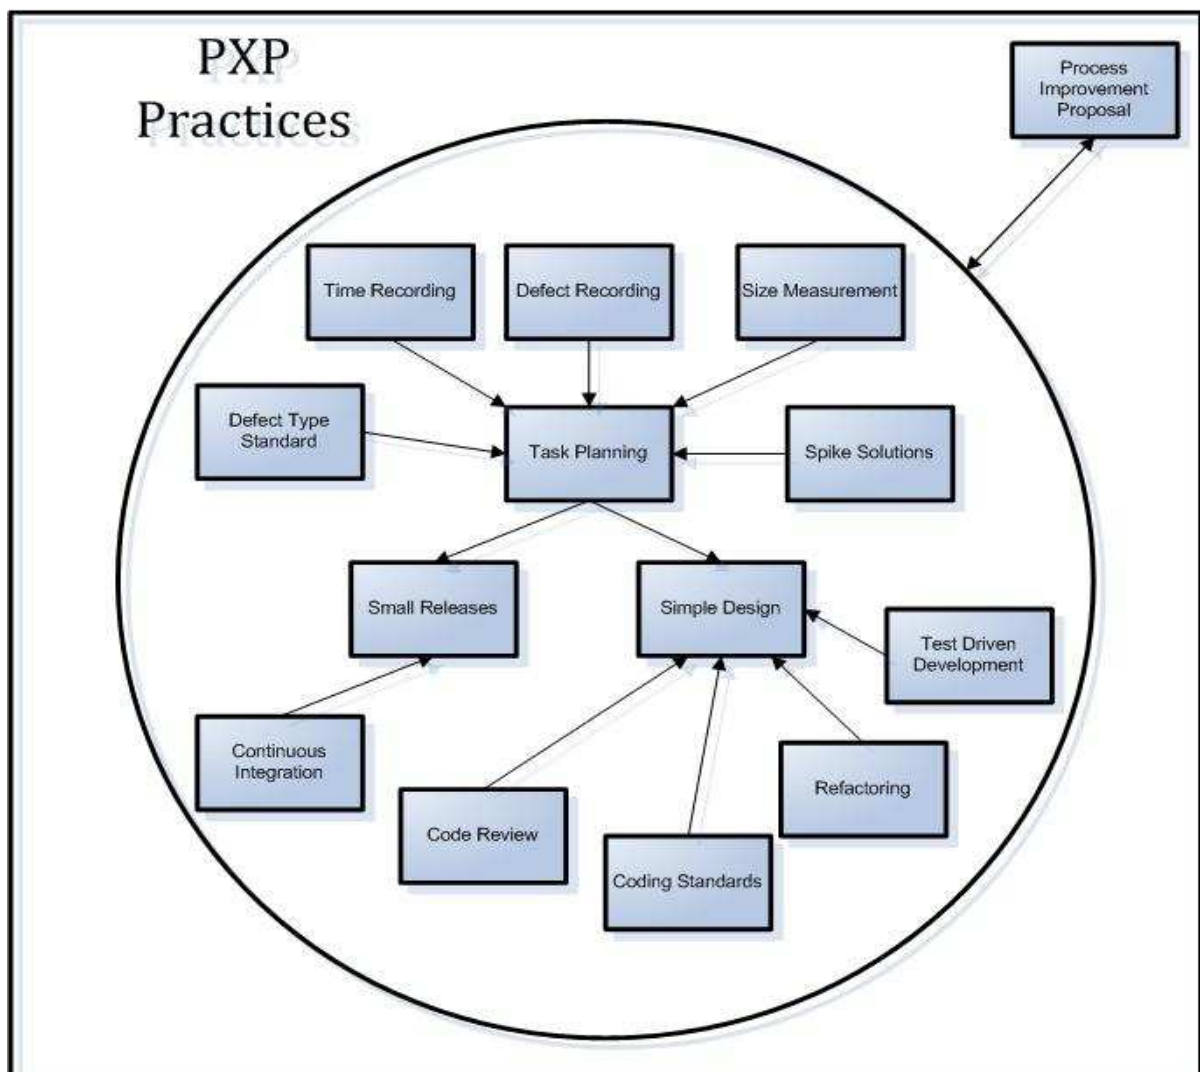 PXP
Practices
Process
Improvement
Proposal
Time Recording
Defect Recording
Size Measurement
Defect Type
Standard
Task Planning
Spike Solutions
Small Releases
Simple Design
Test Driven
Development
Continuous
Integration
Refactoring
Code Review
Coding Standards